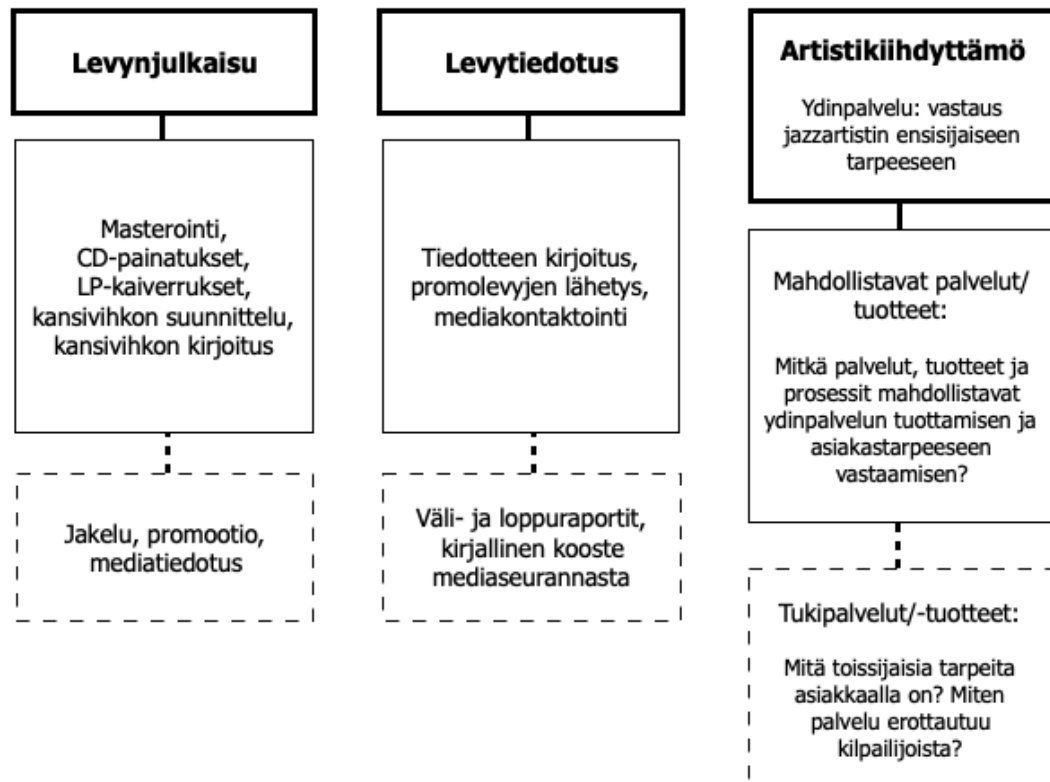 Levynjulkaisu
Masterointi,
CD-painatukset,
LP-kaiverrukset,
kansivihkon suunnittelu,
kansivihkon kirjoitus
Jakelu, promootio,
mediatiedotus
Levytiedotus
Tiedotteen kirjoitus,
promolevyjen lähetys,
mediakontaktointi
Väli- ja loppuraportit,
kirjallinen kooste
mediaseurannasta
Artistikiihdyttämö
Ydinpalvelu: vastaus
jazzartistin ensisijaiseen
tarpeeseen
Mahdollistavat palvelut/
tuotteet:
Mitkä palvelut, tuotteet ja
prosessit mahdollistavat
ydinpalvelun tuottamisen ja
asiakastarpeeseen
vastaamisen?
Tukipalvelut/-tuotteet:
Mitä toissijaisia tarpeita
asiakkaalla on? Miten
palvelu erottautuu
kilpailijoista?